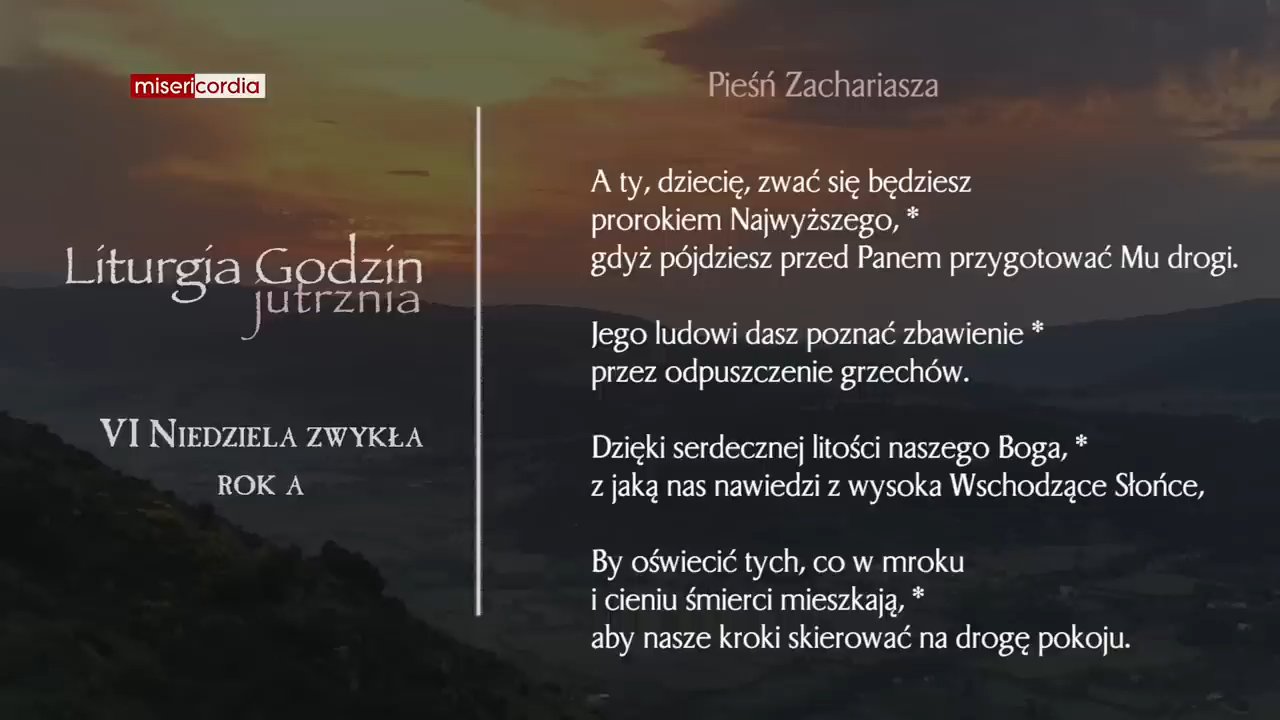 misericordia
Liturgia Godzin
jutrznia
VI Niedziela zwykła
rok A
Pieśń Zachariasza
A ty, dziecię, zwać się będziesz
prorokiem Najwyższego, *
gdyż pójdziesz przed Panem przygotować Mu drogi.
Jego ludowi dasz poznać zbawienie *
przez odpuszczenie grzechów.
Dzięki serdecznej litości naszego Boga, *
z jaką nas nawiedzi z wysoka Wschodzące Słońce,
By oświecić tych, co w mroku
i cieniu śmierci mieszkają, *
aby nasze kroki skierować na drogę pokoju.